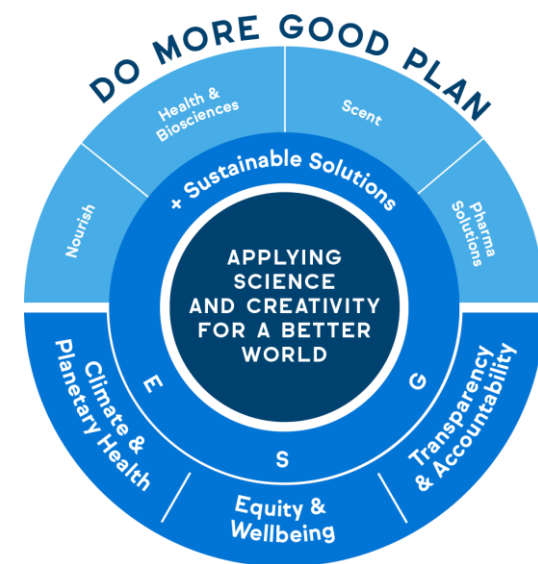 DO MORE GOOD PLAN
Nourish
Health &
Biosciences
Scent
Pharma
Solutions
+ Sustainable Solutions
APPLYING
SCIENCE
AND CREATIVITY
FOR A BETTER
WORLD
E
S
G
Climate &
Planetary Health
Equity &
Wellbeing
Transparency
& Accountability